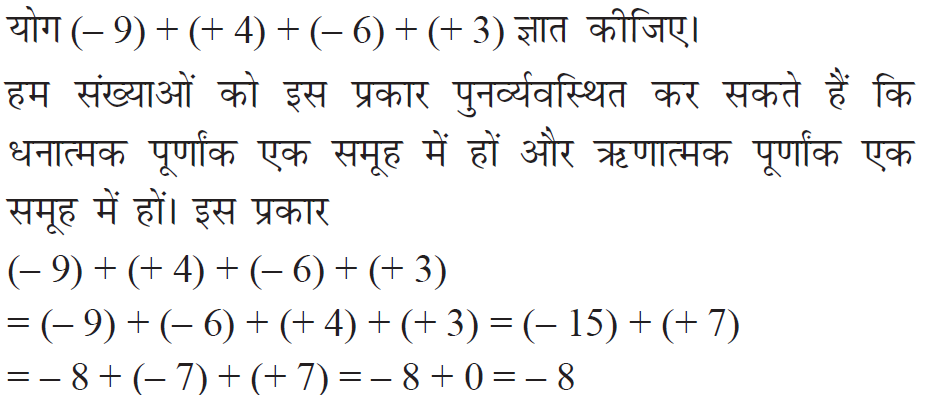 योग (– 9) + (+ 4) + (– 6) + (+ 3) ज्ञात कीजिए।
हम संख्याओं को इस प्रकार पुनर्व्यवस्थित कर सकते हैं कि
धनात्मक पूर्णांक एक समूह में हों और ऋणात्मक पूर्णांक एक
समूह में हों। इस प्रकार
(– 9) + (+ 4) + (– 6) + (+ 3)
= (– 9) + (– 6) + (+ 4) + (+ 3) = (– 15) + (+ 7)
= – 8 + (– 7) + (+ 7) = – 8 + 0 = – 8